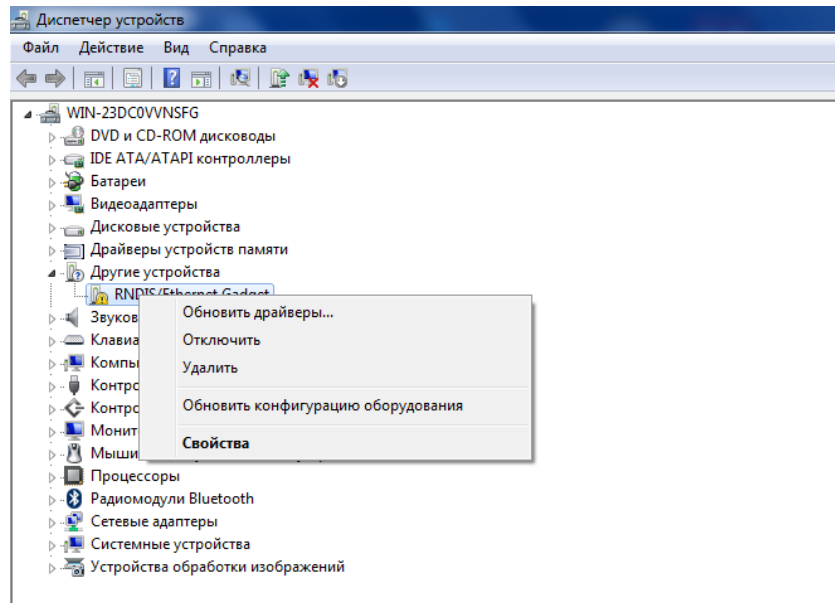 Диспетчер устройств
Файл Действие Вид Справка
WIN-23DC0VVNSFG
DVD и CD-ROM дисководы
IDE ATA/ATAPI контроллеры
Батареи
Видеоадаптеры
Дисковые устройства
Драйверы устройств памяти
Другие устройства
RNDIS/Ethernet Gadget
Обновить драйверы...
Отключить
Удалить
Обновить конфигурацию оборудования
Свойства
Звуков
Клавиа
Компы
Контро
Контро
Монит
Мыши
Процессоры
Радиомодули Bluetooth
Сетевые адаптеры
Системные устройства
Устройства обработки изображений